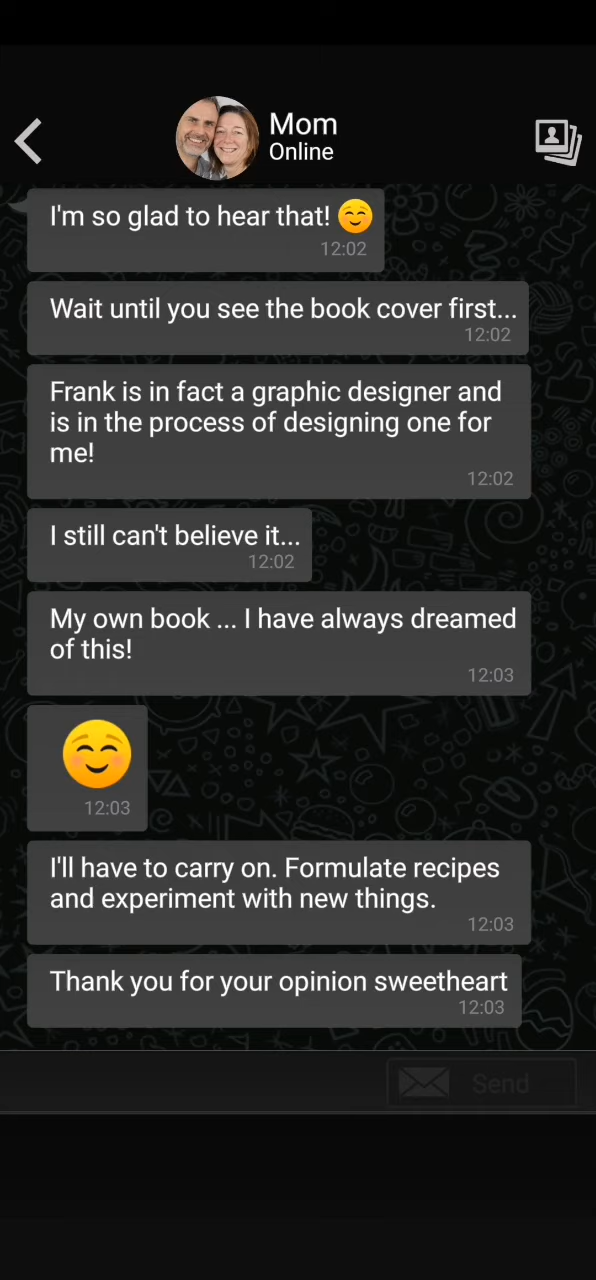 Mom
Online
I'm so glad to hear that! 😊
12:02
Wait until you see the book cover first...
12:02
Frank is in fact a graphic designer and
is in the process of designing one for
me!
12:02
I still can't believe it...
12:02
My own book ... I have always dreamed
of this!
12:03
😊
12:03
I'll have to carry on. Formulate recipes
and experiment with new things.
12:03
Thank you for your opinion sweetheart
12:03
Send